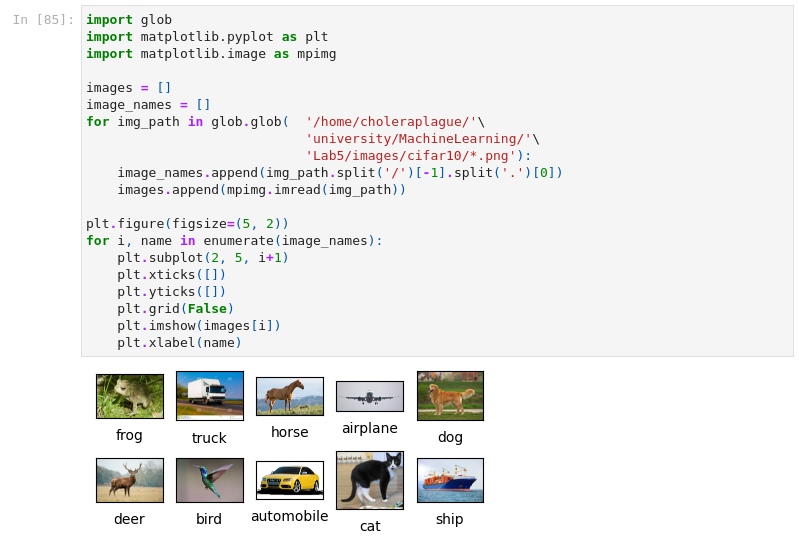 In [85]:
import glob
import matplotlib.pyplot as plt
import matplotlib.image as mpimg

images = []
image_names = []
for img_path in glob.glob(  '/home/choleraplague/'\
                            'university/MachineLearning/'\
                            'Lab5/images/cifar10/*.png'):
    image_names.append(img_path.split('/')[-1].split('.')[0])
    images.append(mpimg.imread(img_path))

plt.figure(figsize=(5, 2))
for i, name in enumerate(image_names):
    plt.subplot(2, 5, i+1)
    plt.xticks([])
    plt.yticks([])
    plt.grid(False)
    plt.imshow(images[i])
    plt.xlabel(name)
frog truck horse airplane dog
deer bird automobile cat ship